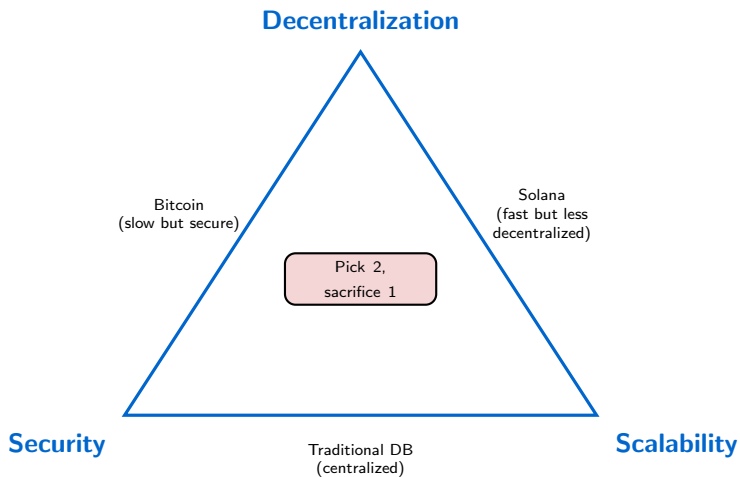 Decentralization
Bitcoin
(slow but secure)
Solana
(fast but less
decentralized)
Pick 2,
sacrifice 1
Security
Scalability
Traditional DB
(centralized)